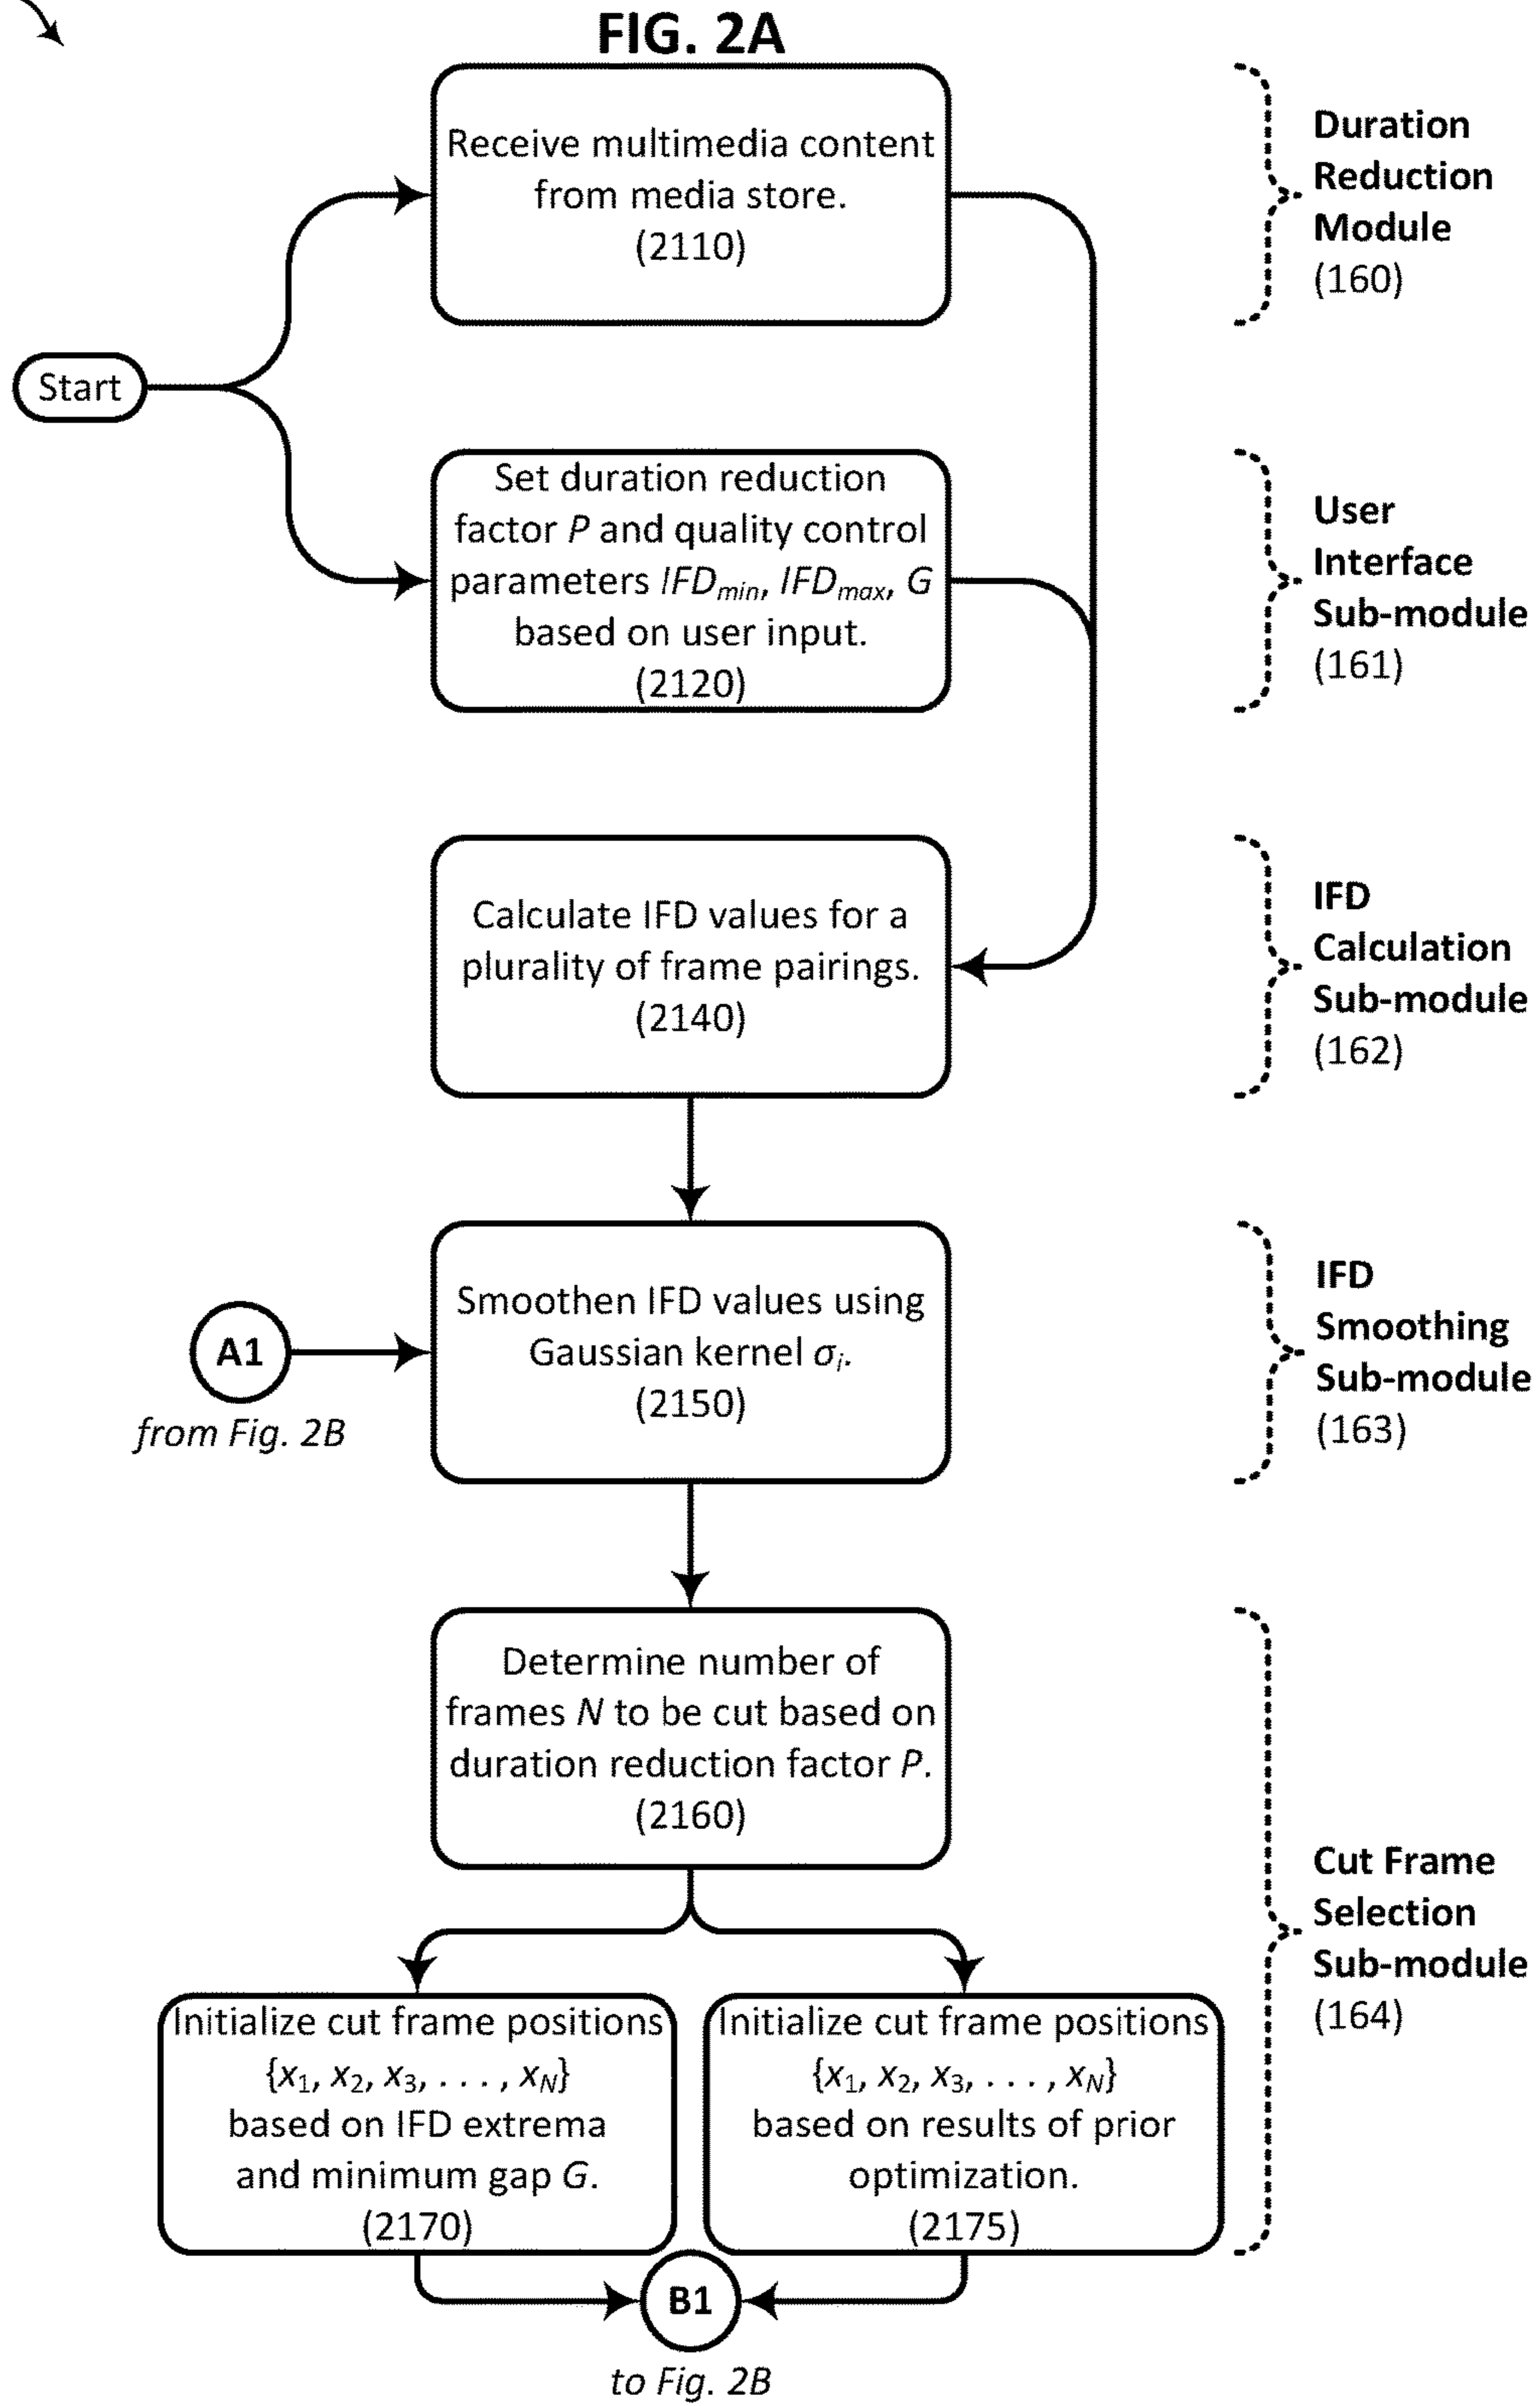 FIG. 2A
Receive multimedia content
from media store.
(2110)
Duration
Reduction
Module
(160)
Start
Set duration reduction
factor P and quality control
parameters IFDmin, IFDmax, G
based on user input.
(2120)
User
Interface
Sub-module
(161)
Calculate IFD values for a
plurality of frame pairings.
(2140)
IFD
Calculation
Sub-module
(162)
A1
from Fig. 2B
Smoothen IFD values using
Gaussian kernel σi.
(2150)
IFD
Smoothing
Sub-module
(163)
Determine number of
frames N to be cut based on
duration reduction factor P.
(2160)
Cut Frame
Selection
Sub-module
(164)
Initialize cut frame positions
{x1, x2, x3, . . . , xN}
based on IFD extrema
and minimum gap G.
(2170)
Initialize cut frame positions
{x1, x2, x3, . . . , xN}
based on results of prior
optimization.
(2175)
B1
to Fig. 2B